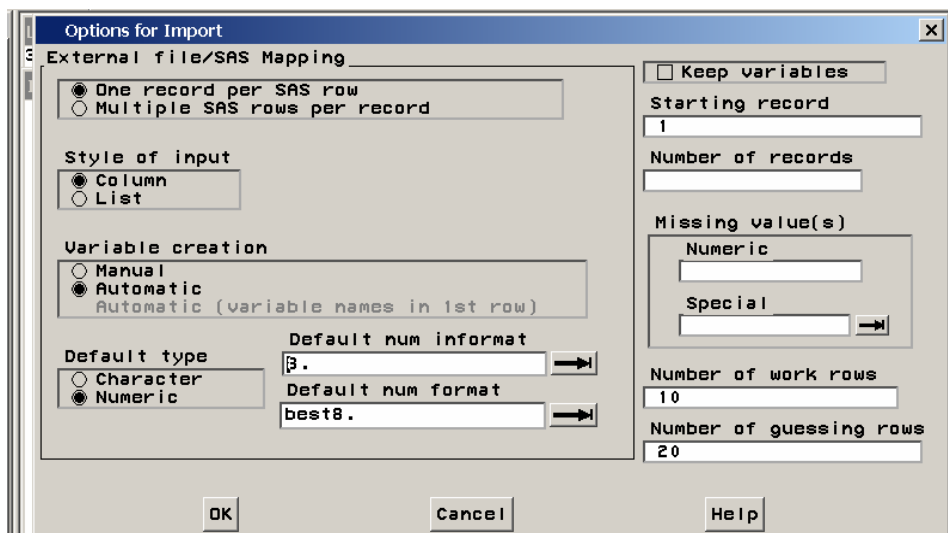 Options for Import
External file/SAS Mapping
One record per SAS row
Multiple SAS rows per record
Style of input
Column
List
Variable creation
Manual
Automatic
Automatic (variable names in 1st row)
Default type
Character
Numeric
Default num informat
3.
Default num format
best8.
Keep variables
Starting record
1
Number of records
Missing value(s)
Numeric
Special
Number of work rows
10
Number of guessing rows
20
OK
Cancel
Help